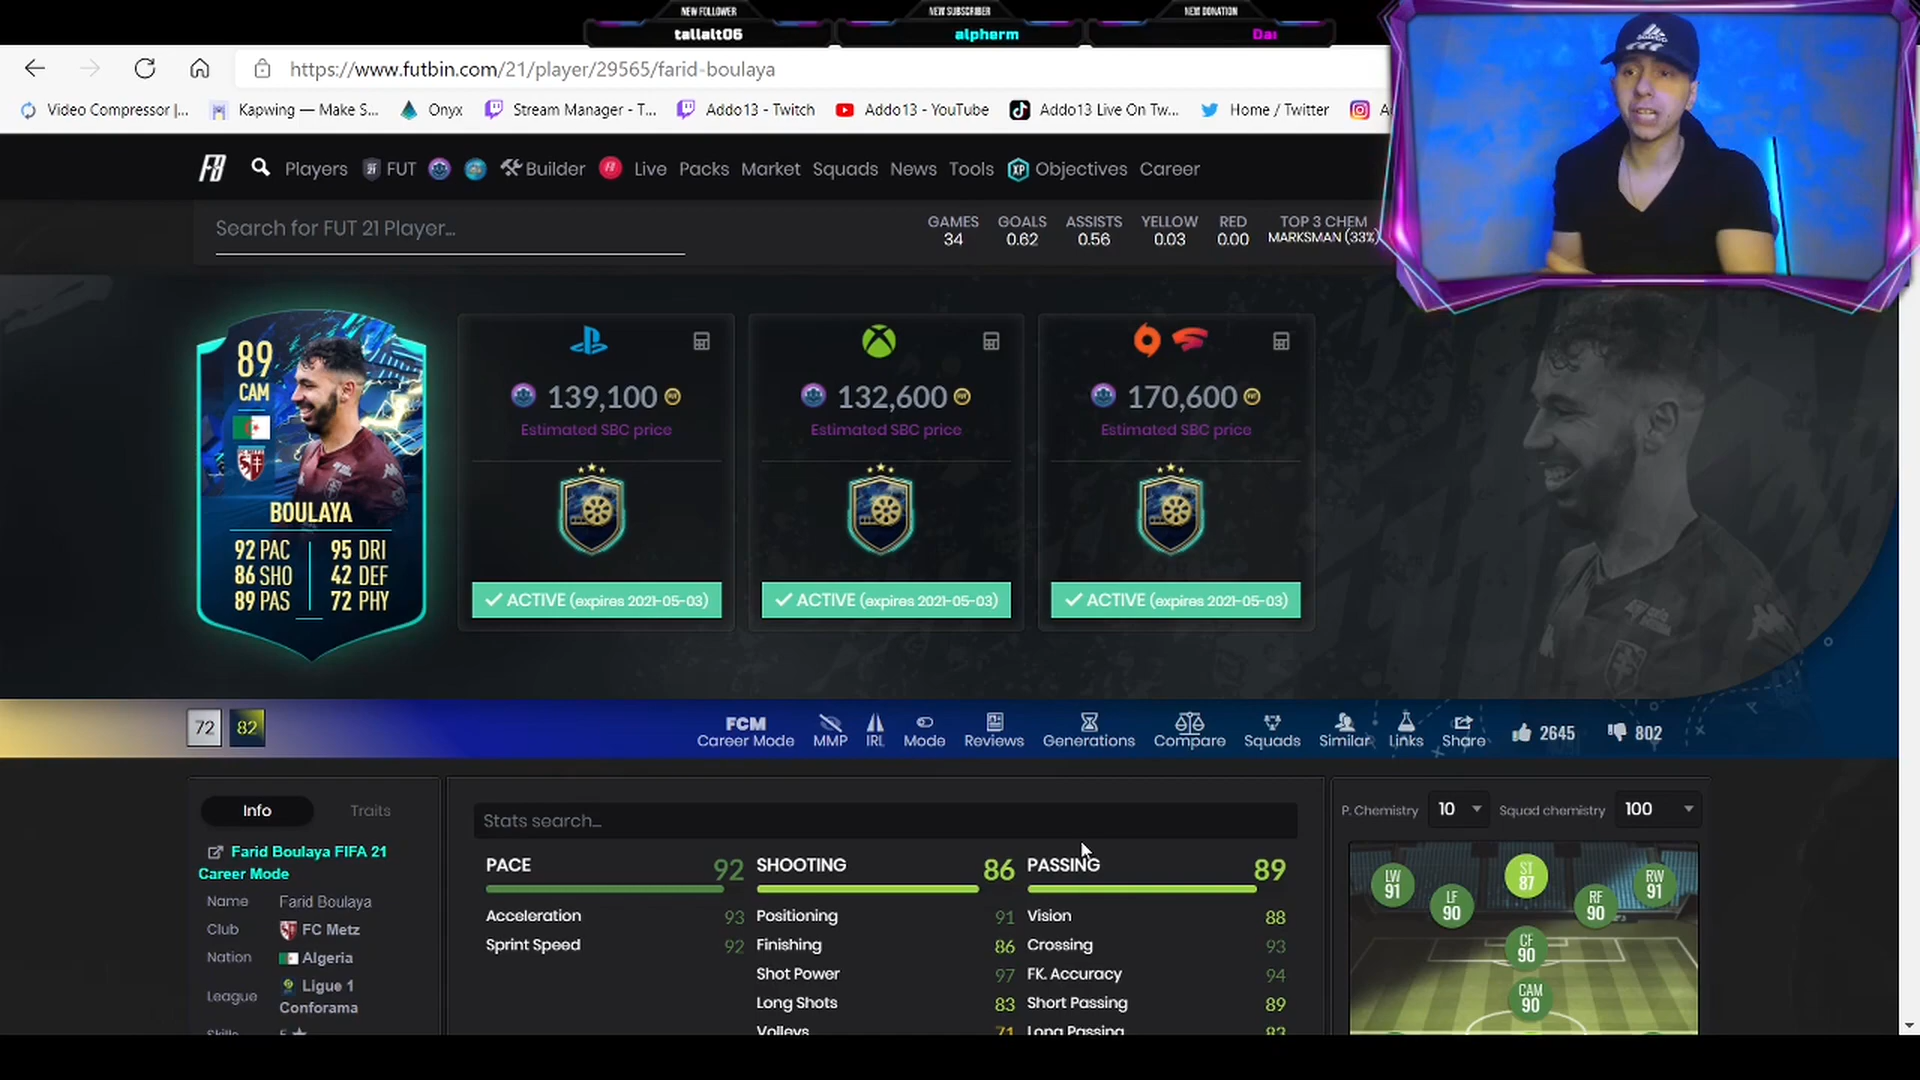 NEW FOLLOWER
tallalt06
NEW SUBSCRIBER
alpherm
NEW DONATION
Dai
https://www.futbin.com/21/player/29565/farid-boulaya
Video Compressor |...
Kapwing — Make S...
Onyx
Stream Manager - T...
Addo13 - Twitch
Addo13 - YouTube
Addo13 Live On Tw...
Home / Twitter
Players
FUT
Builder
Live
Packs
Market
Squads
News
Tools
XP
Objectives
Career
Search for FUT 21 Player...
GAMES
34
GOALS
0.62
ASSISTS
0.56
YELLOW
0.03
RED
0.00
TOP 3 CHEM
MARKSMAN (33%)
89
CAM
BOULAYA
92 PAC
86 SHO
89 PAS
95 DRI
42 DEF
72 PHY
139,100
Estimated SBC price
ACTIVE (expires 2021-05-03)
132,600
Estimated SBC price
ACTIVE (expires 2021-05-03)
170,600
Estimated SBC price
ACTIVE (expires 2021-05-03)
72
82
FCM
Career Mode
MMP
IRL
Mode
Reviews
Generations
Compare
Squads
Similar
Links
Share
2645
802
Info
Traits
Farid Boulaya FIFA 21
Career Mode
Name Farid Boulaya
Club FC Metz
Nation Algeria
League Ligue 1
Conforama
Skills 5
Stats search...
PACE 92
Acceleration 93
Sprint Speed 92
SHOOTING 86
Positioning 91
Finishing 86
Shot Power 97
Long Shots 83
Volleys 71
PASSING 89
Vision 88
Crossing 93
FK. Accuracy 94
Short Passing 89
Long Passing 83
P. Chemistry 10
Squad chemistry 100
LW
91
LF
90
ST
87
RF
90
RW
91
CF
90
CAM
90